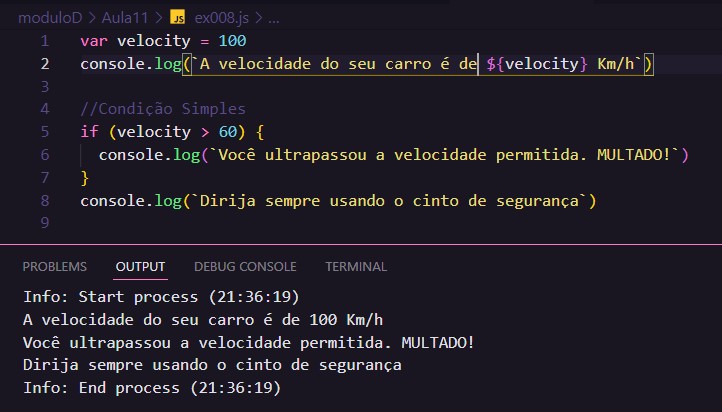 moduloD > Aula11 > JS ex008.js > ...
1 var velocity = 100
2 console.log(`A velocidade do seu carro é de ${velocity} Km/h`)
3
4 //Condição Simples
5 if (velocity > 60) {
6   console.log(`Você ultrapassou a velocidade permitida. MULTADO!`)
7 }
8 console.log(`Dirija sempre usando o cinto de segurança`)
9
PROBLEMS OUTPUT DEBUG CONSOLE TERMINAL
Info: Start process (21:36:19)
A velocidade do seu carro é de 100 Km/h
Você ultrapassou a velocidade permitida. MULTADO!
Dirija sempre usando o cinto de segurança
Info: End process (21:36:19)